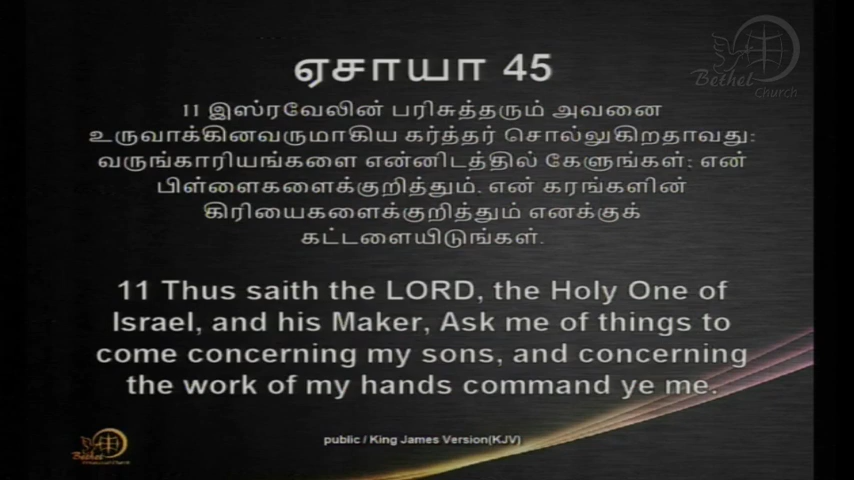 Bethel
Church
ஏசாயா 45
11 இஸ்ரவேலின் பரிசுத்தரும் அவனை
உருவாக்கினவருமாகிய கர்த்தர் சொல்லுகிறதாவது:
வருங்காரியங்களை என்னிடத்தில் கேளுங்கள்; என்
பிள்ளைகளைக்குறித்தும். என் கரங்களின்
கிரியைகளைக்குறித்தும் எனக்குக்
கட்டளையிடுங்கள்.
11 Thus saith the LORD, the Holy One of
Israel, and his Maker, Ask me of things to
come concerning my sons, and concerning
the work of my hands command ye me.
Bethel
public / King James Version(KJV)